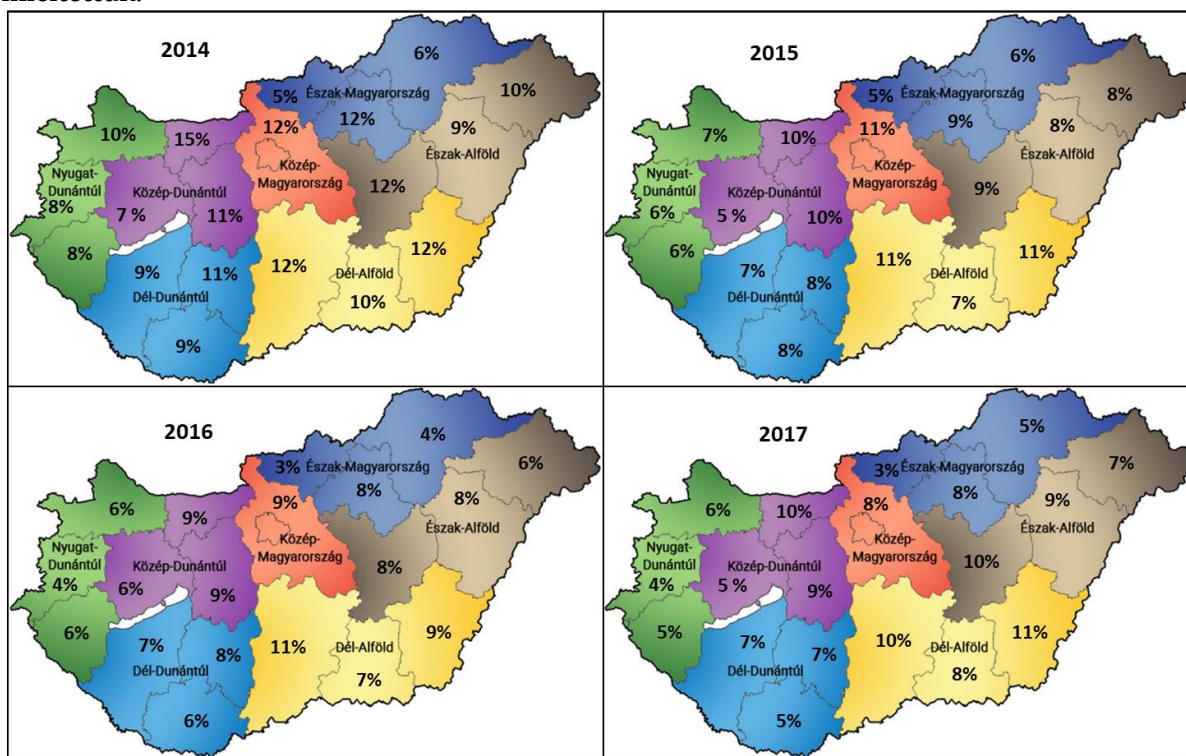 2014
6%
5%
Észak-Magyarország
10%
10%
15%
12%
12%
9%
Észak-Alföld
Nyugat-
Dunántúl
8%
Közép-Dunántúl
7 %
11%
Közép-
Magyarország
12%
8%
9%
11%
12%
12%
Dél-Alföld
Dél-Dunántúl
10%
9%
2015
6%
5%
Észak-Magyarország
8%
7%
10%
11%
9%
8%
Észak-Alföld
Nyugat-
Dunántúl
6%
Közép-Dunántúl
5 %
10%
Közép-
Magyarország
9%
6%
7%
8%
11%
11%
Dél-Alföld
Dél-Dunántúl
7%
8%
2016
4%
3%
Észak-Magyarország
6%
6%
9%
9%
8%
8%
Észak-Alföld
Nyugat-
Dunántúl
4%
Közép-Dunántúl
6%
9%
Közép-
Magyarország
8%
6%
7%
8%
11%
9%
Dél-Alföld
Dél-Dunántúl
7%
6%
2017
5%
3%
Észak-Magyarország
7%
6%
10%
8%
8%
9%
Észak-Alföld
Nyugat-
Dunántúl
4%
Közép-Dunántúl
5 %
9%
Közép-
Magyarország
10%
5%
7%
7%
10%
11%
Dél-Alföld
Dél-Dunántúl
8%
5%